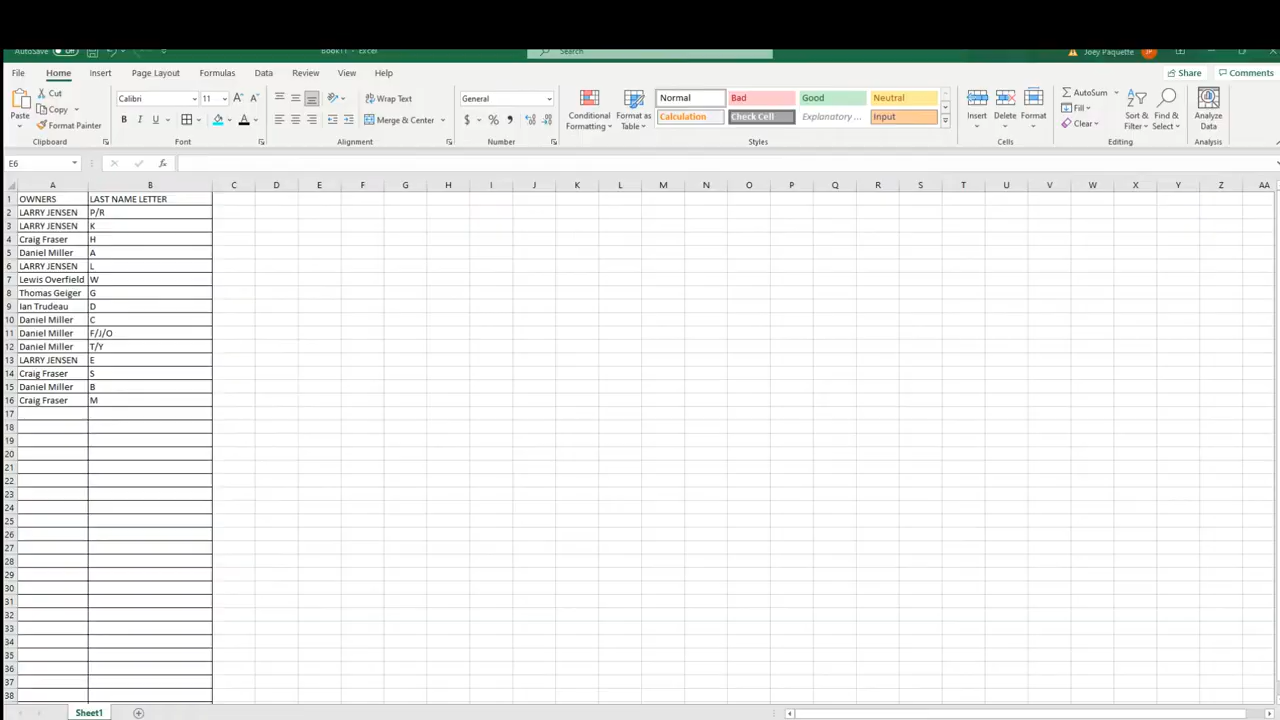 AutoSave Off Book11 - Excel Search Joey Paquette JP
File Home Insert Page Layout Formulas Data Review View Help Share Comments
Paste Cut Copy Format Painter Clipboard
Calibri 11 A A B I U A Font
Wrap Text Merge & Center Alignment
General $ % 9 Number
Conditional Formatting Format as Table
Normal Bad Good Neutral
Calculation Check Cell Explanatory ... Input
Styles
Insert Delete Format Cells
AutoSum Fill Clear Sort & Filter Find & Select Editing
Analyze Data Analysis
E6 fx
A B C D E F G H I J K L M N O P Q R S T U V W X Y Z AA
1 OWNERS LAST NAME LETTER
2 LARRY JENSEN P/R
3 LARRY JENSEN K
4 Craig Fraser H
5 Daniel Miller A
6 LARRY JENSEN L
7 Lewis Overfield W
8 Thomas Geiger G
9 Ian Trudeau D
10 Daniel Miller C
11 Daniel Miller F/J/O
12 Daniel Miller T/Y
13 LARRY JENSEN E
14 Craig Fraser S
15 Daniel Miller B
16 Craig Fraser M
17
18
19
20
21
22
23
24
25
26
27
28
29
30
31
32
33
34
35
36
37
38
Sheet1